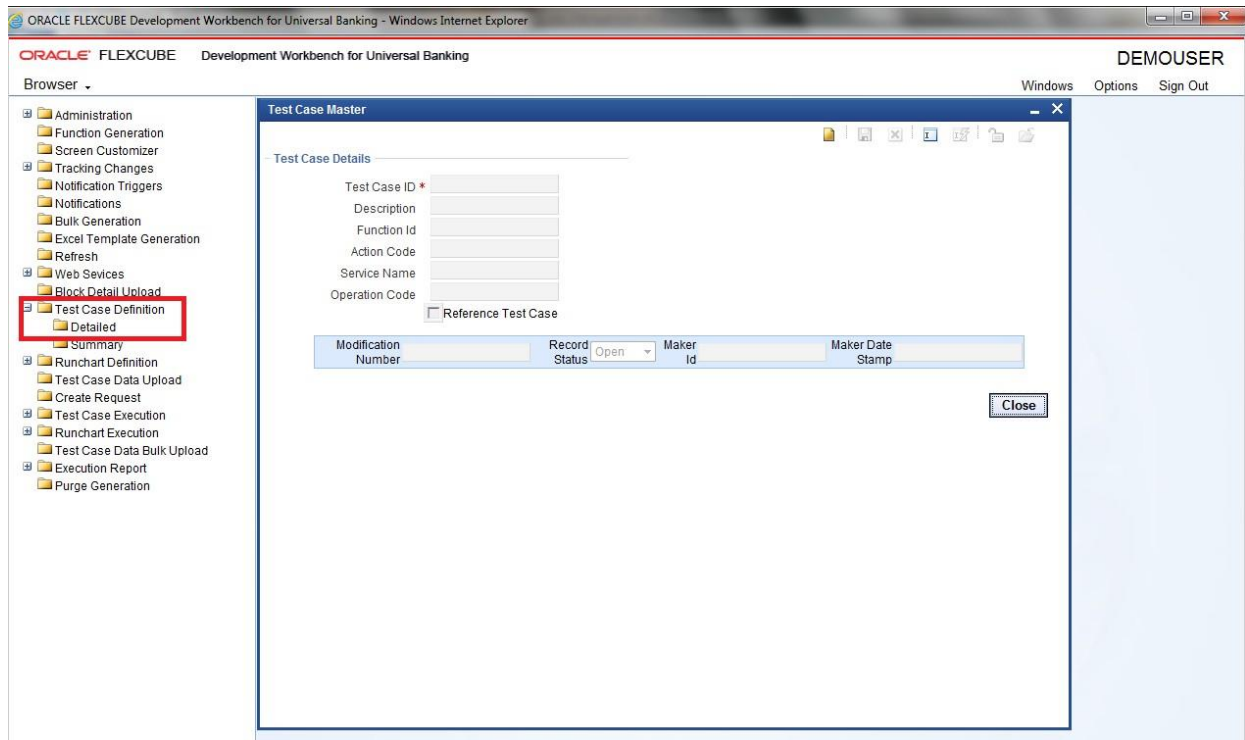 ORACLE FLEXCUBE Development Workbench for Universal Banking - Windows Internet Explorer
ORACLE FLEXCUBE Development Workbench for Universal Banking
DEMOUSER
Browser
Windows Options Sign Out
Administration
Function Generation
Screen Customizer
Tracking Changes
Notification Triggers
Notifications
Bulk Generation
Excel Template Generation
Refresh
Web Sevices
Block Detail Upload
Test Case Definition
Detailed
Summary
Runchart Definition
Test Case Data Upload
Create Request
Test Case Execution
Runchart Execution
Test Case Data Bulk Upload
Execution Report
Purge Generation
Test Case Master
Test Case Details
Test Case ID *
Description
Function Id
Action Code
Service Name
Operation Code
Reference Test Case
Modification Number
Record Status Open
Maker Id
Maker Date Stamp
Close